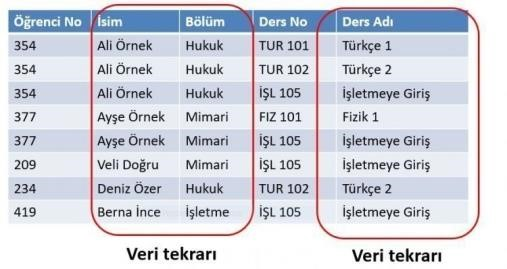 Öğrenci No İsim Bölüm Ders No Ders Adı
354 Ali Örnek Hukuk TUR 101 Türkçe 1
354 Ali Örnek Hukuk TUR 102 Türkçe 2
354 Ali Örnek Hukuk İŞL 105 İşletmeye Giriş
377 Ayşe Örnek Mimari FIZ 101 Fizik 1
377 Ayşe Örnek Mimari İŞL 105 İşletmeye Giriş
209 Veli Doğru Mimari İŞL 105 İşletmeye Giriş
234 Deniz Özer Hukuk TUR 102 Türkçe 2
419 Berna İnce İşletme İŞL 105 İşletmeye Giriş
Veri tekrarı Veri tekrarı